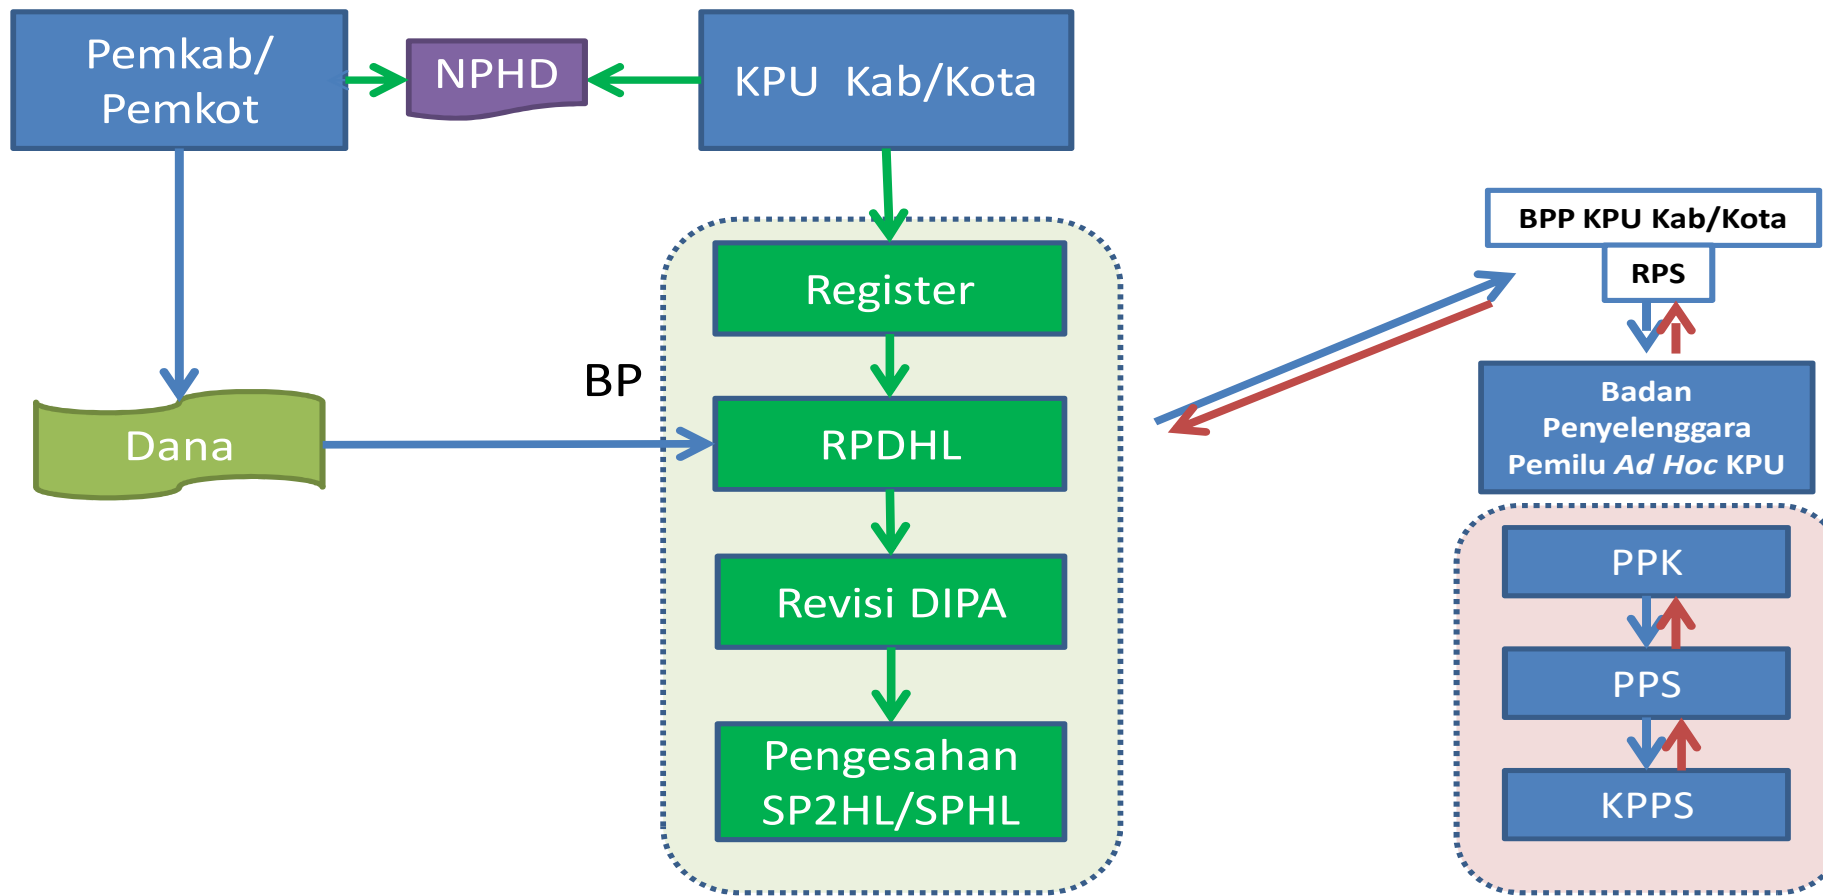 Pemkab/
Pemkot
NPHD
KPU Kab/Kota
Register
BP
Dana
RPDHL
Revisi DIPA
Pengesahan
SP2HL/SPHL
BPP KPU Kab/Kota
RPS
Badan
Penyelenggara
Pemilu Ad Hoc KPU
PPK
PPS
KPPS